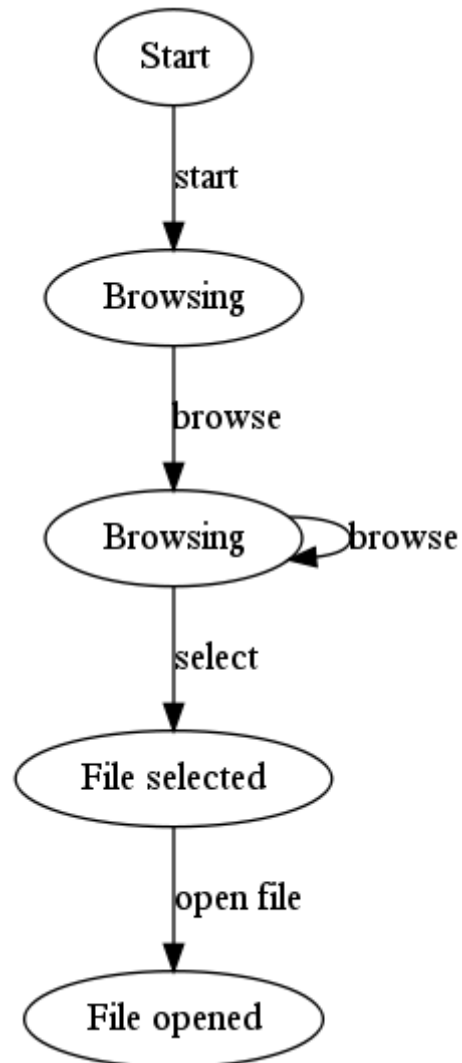 Start
start
Browsing
browse
Browsing
browse
select
File selected
open file
File opened